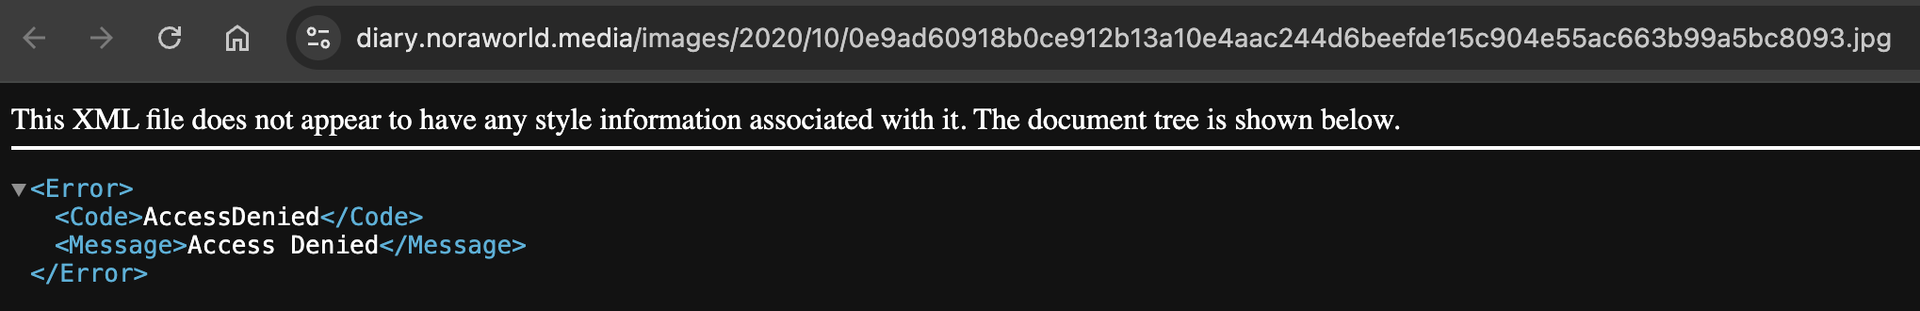 diary.noraworld.media/images/2020/10/0e9ad60918b0ce912b13a10e4aac244d6beefde15c904e55ac663b99a5bc8093.jpg
This XML file does not appear to have any style information associated with it. The document tree is shown below.
▼<Error>
<Code>AccessDenied</Code>
<Message>Access Denied</Message>
</Error>